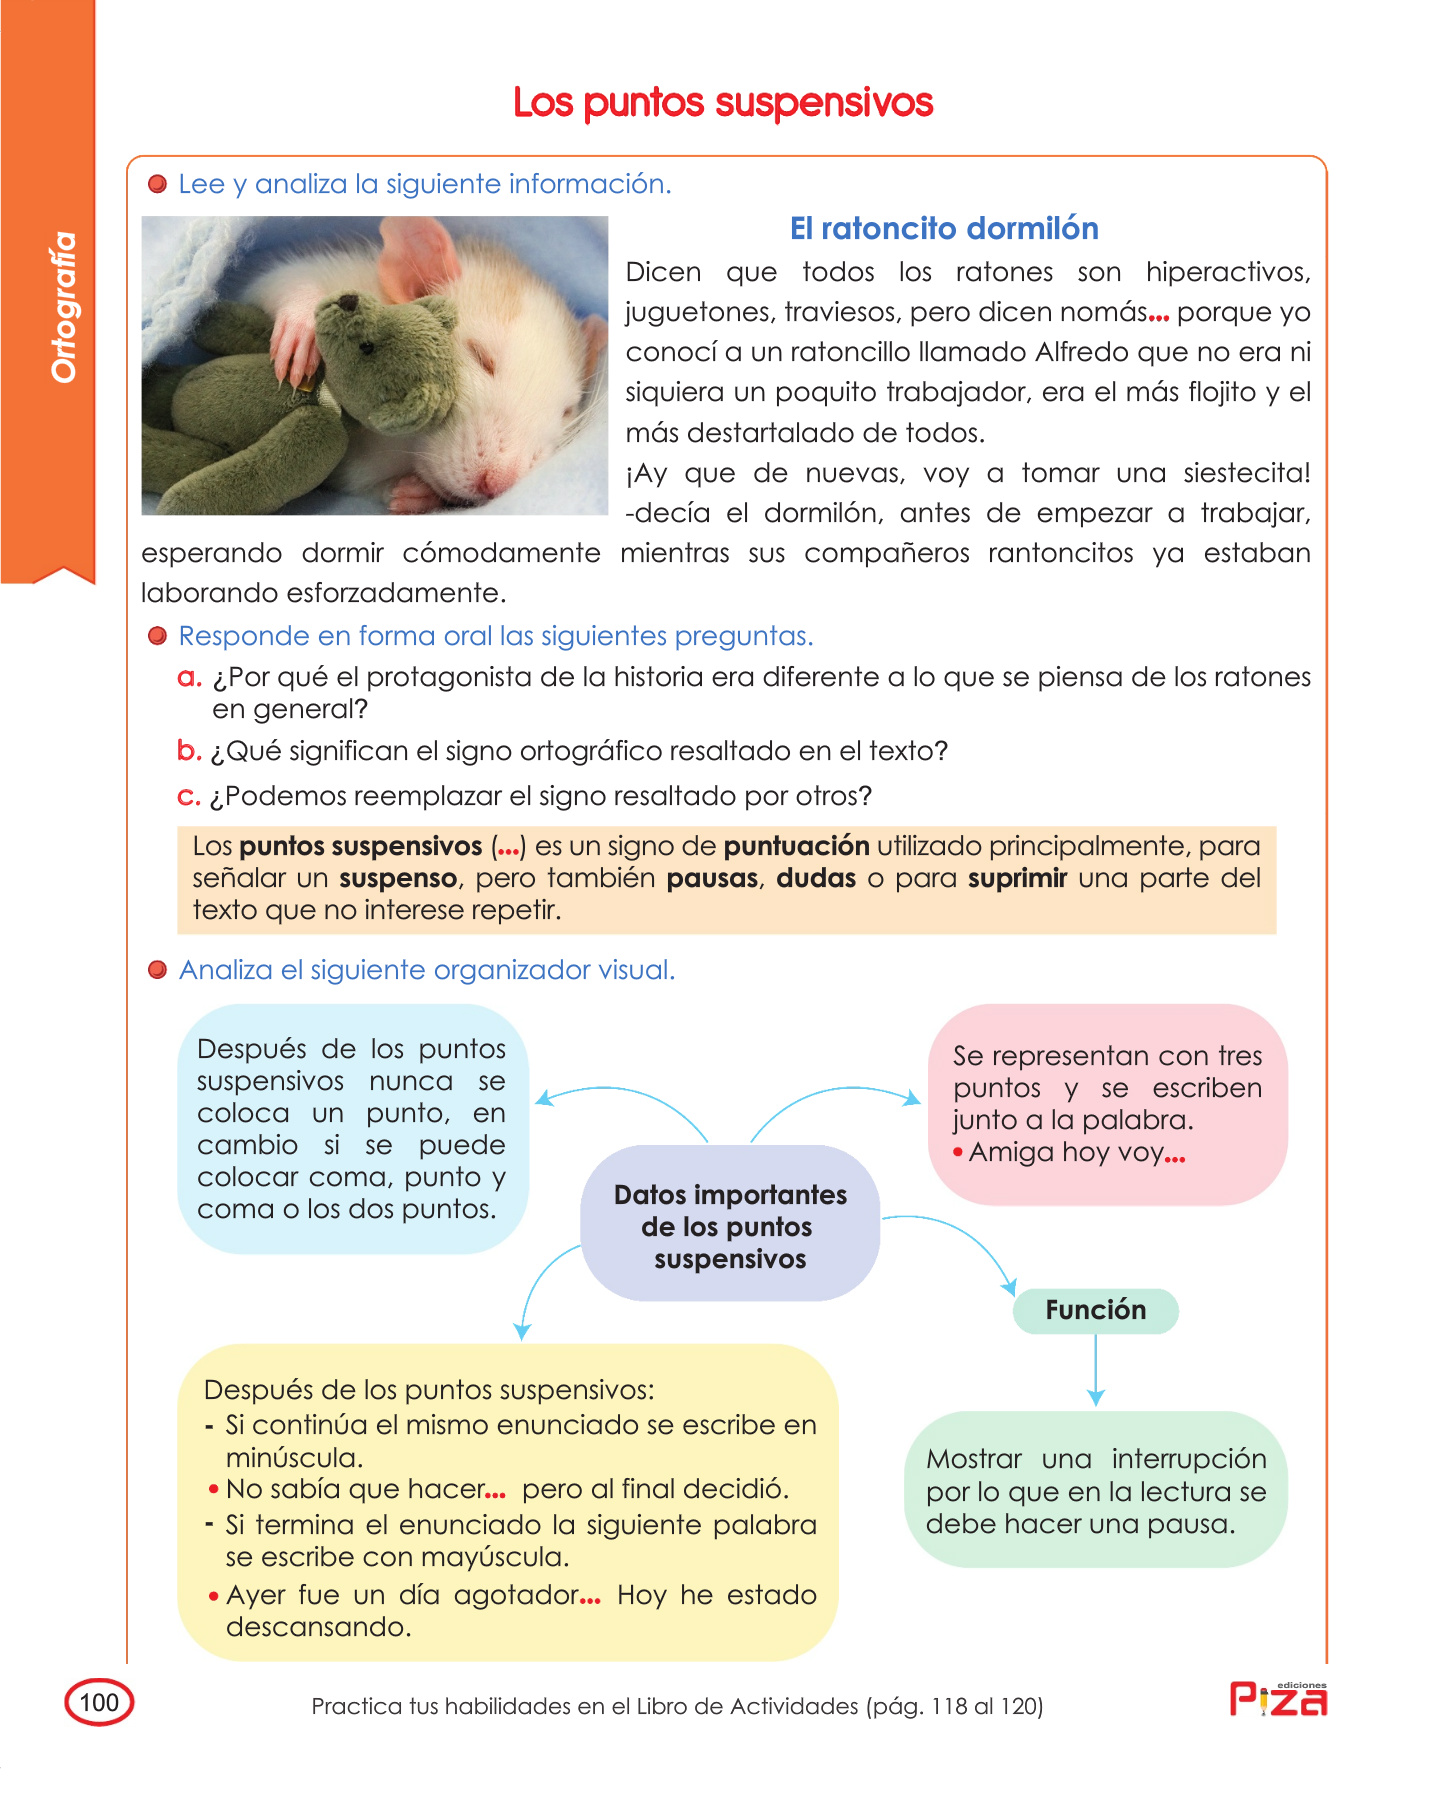 Ortografía
Los puntos suspensivos
Lee y analiza la siguiente información.
El ratoncito dormilón
Dicen que todos los ratones son hiperactivos,
juguetones, traviesos, pero dicen nomás... porque yo
conocí a un ratoncillo llamado Alfredo que no era ni
siquiera un poquito trabajador, era el más flojito y el
más destartalado de todos.
¡Ay que de nuevas, voy a tomar una siestecita!
-decía el dormilón, antes de empezar a trabajar,
esperando dormir cómodamente mientras sus compañeros rantoncitos ya estaban
laborando esforzadamente.
Responde en forma oral las siguientes preguntas.
a. ¿Por qué el protagonista de la historia era diferente a lo que se piensa de los ratones
en general?
b. ¿Qué significan el signo ortográfico resaltado en el texto?
c. ¿Podemos reemplazar el signo resaltado por otros?
Los puntos suspensivos (...) es un signo de puntuación utilizado principalmente, para
señalar un suspenso, pero también pausas, dudas o para suprimir una parte del
texto que no interese repetir.
Analiza el siguiente organizador visual.
Después de los puntos
suspensivos nunca se
coloca un punto, en
cambio si se puede
colocar coma, punto y
coma o los dos puntos.
Se representan con tres
puntos y se escriben
junto a la palabra.
• Amiga hoy voy...
Datos importantes
de los puntos
suspensivos
Función
Mostrar una interrupción
por lo que en la lectura se
debe hacer una pausa.
Después de los puntos suspensivos:
- Si continúa el mismo enunciado se escribe en
minúscula.
• No sabía que hacer... pero al final decidió.
- Si termina el enunciado la siguiente palabra
se escribe con mayúscula.
• Ayer fue un día agotador... Hoy he estado
descansando.
100
Practica tus habilidades en el Libro de Actividades (pág. 118 al 120)
ediciones
Piza